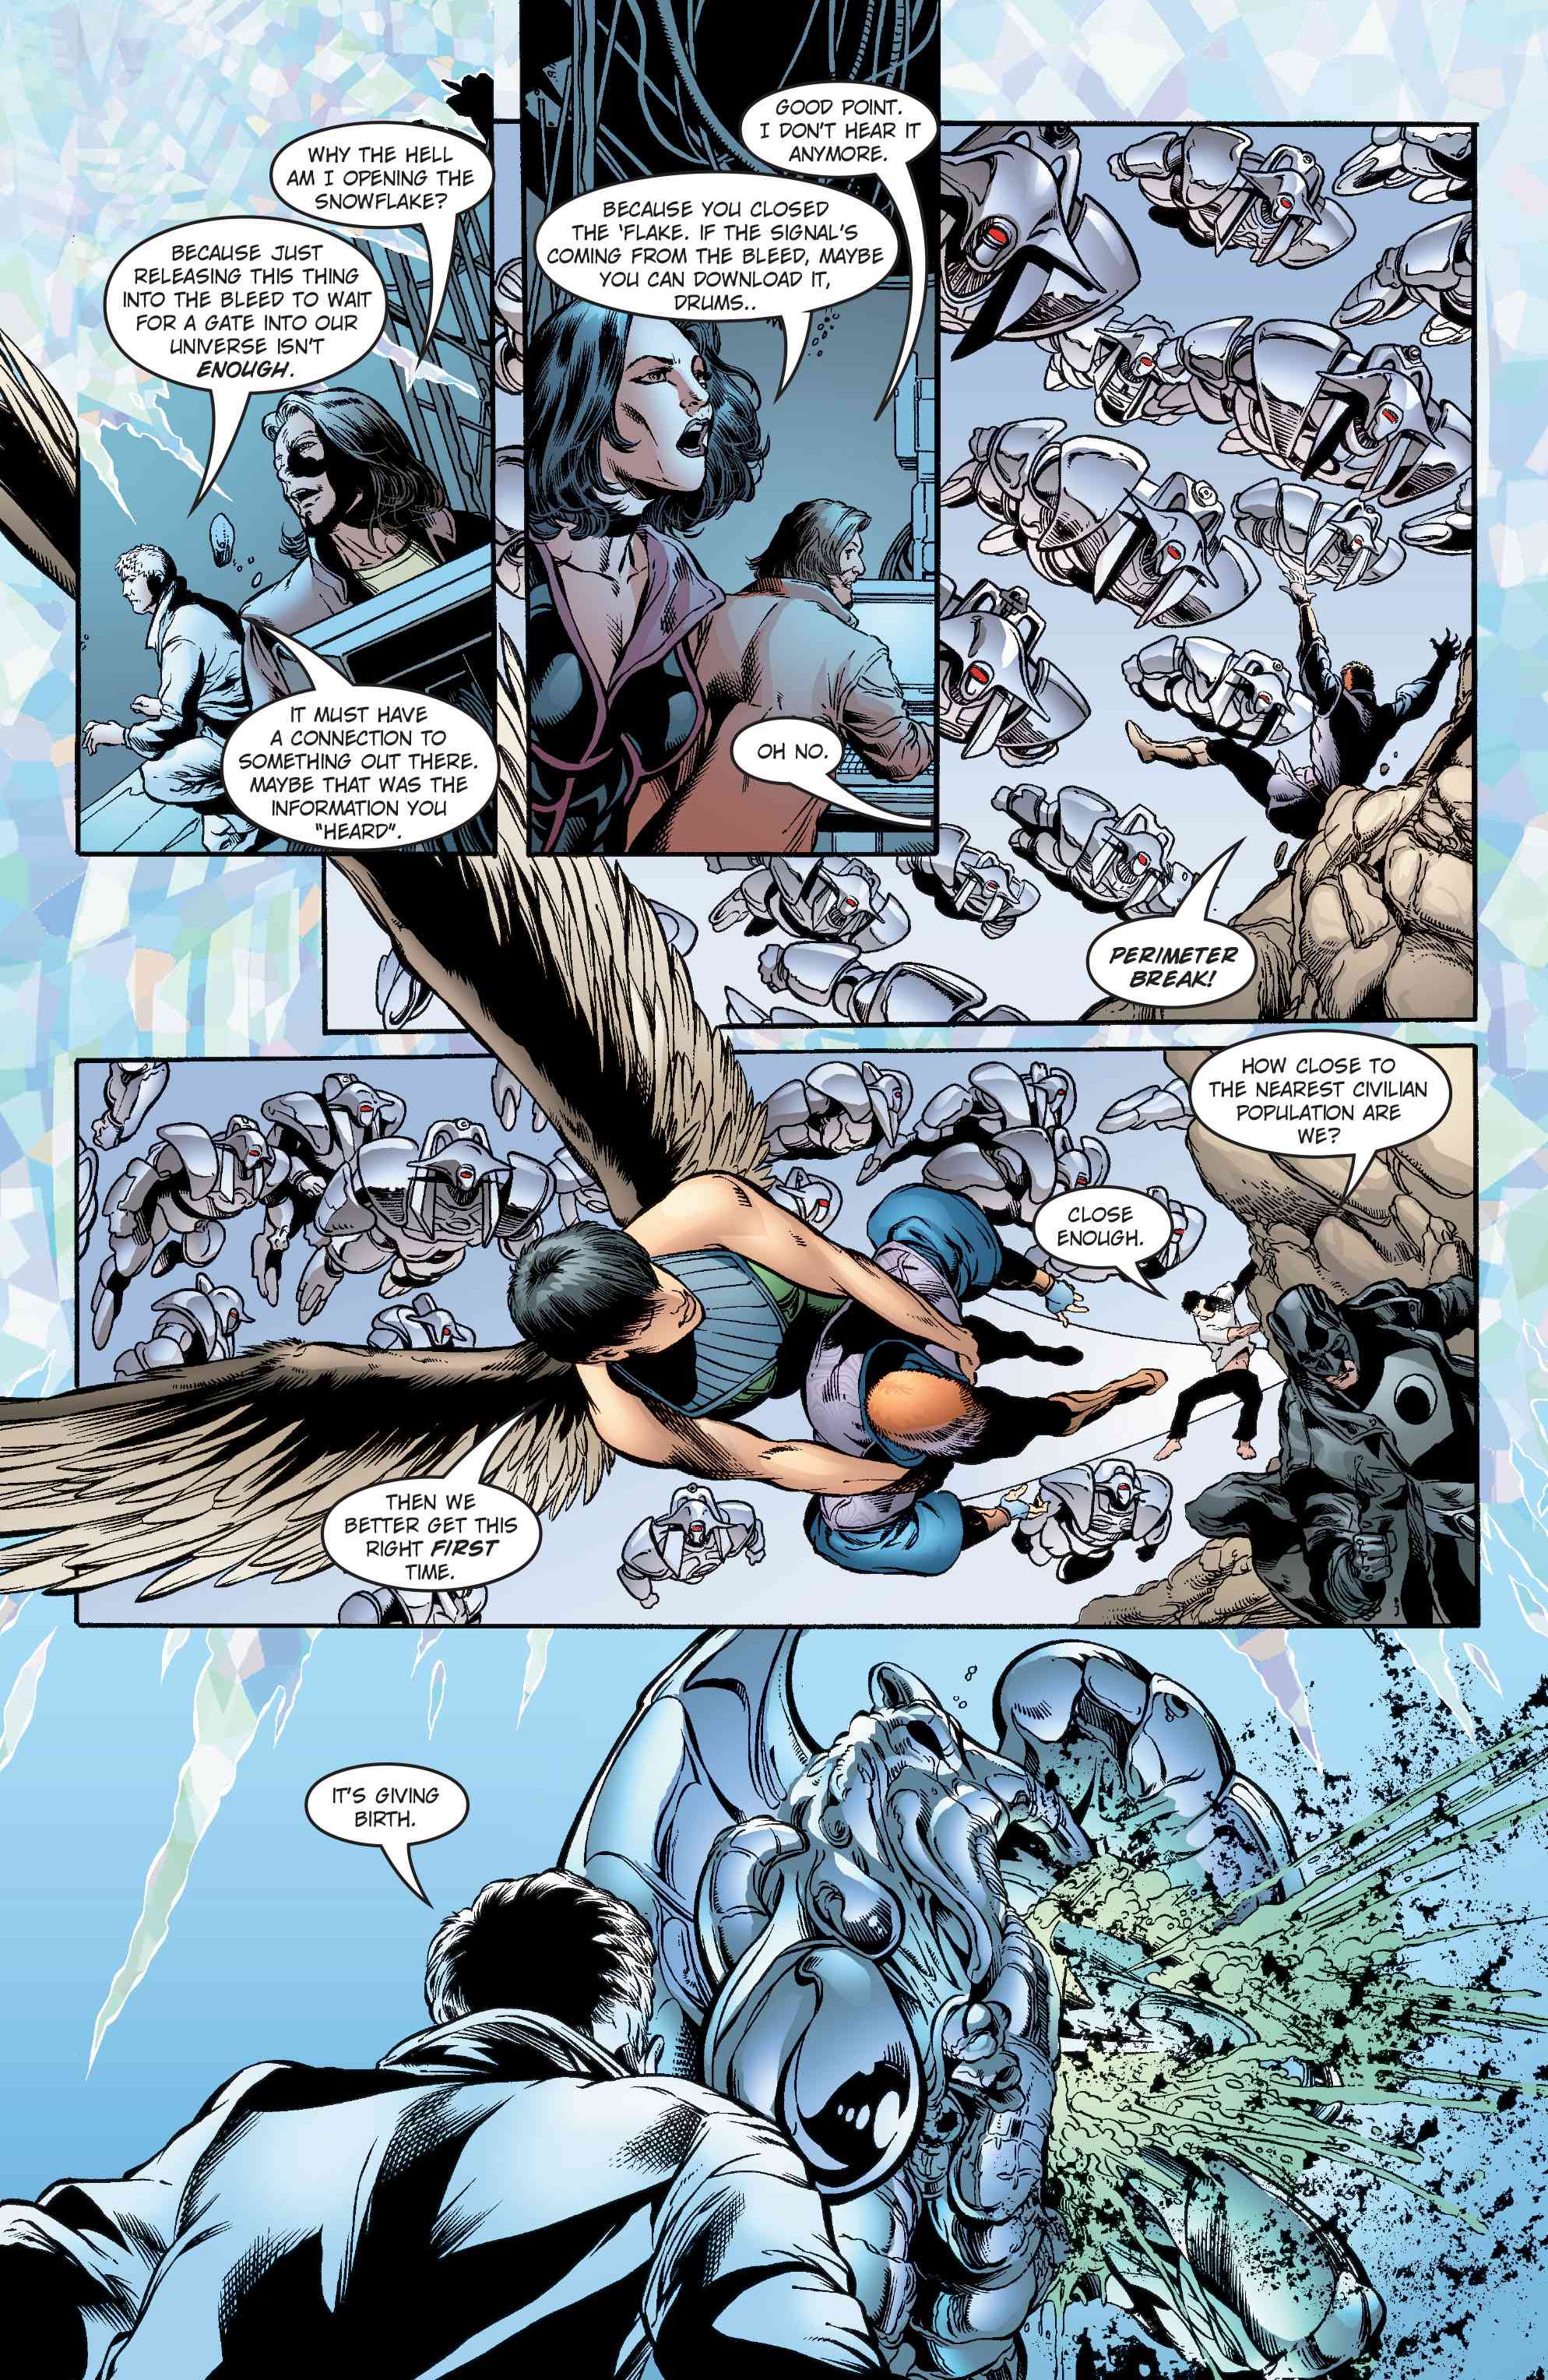 WHY THE HELL
AM I OPENING THE
SNOWFLAKE?
BECAUSE JUST
RELEASING THIS THING
INTO THE BLEED TO WAIT
FOR A GATE INTO OUR
UNIVERSE ISN'T
ENOUGH.
IT MUST HAVE
A CONNECTION TO
SOMETHING OUT THERE.
MAYBE THAT WAS THE
INFORMATION YOU
"HEARD".
GOOD POINT.
I DON'T HEAR IT
ANYMORE.
BECAUSE YOU CLOSED
THE 'FLAKE. IF THE SIGNAL'S
COMING FROM THE BLEED, MAYBE
YOU CAN DOWNLOAD IT,
DRUMS..
OH NO.
PERIMETER
BREAK!
HOW CLOSE TO
THE NEAREST CIVILIAN
POPULATION ARE
WE?
CLOSE
ENOUGH.
THEN WE
BETTER GET THIS
RIGHT FIRST
TIME.
IT'S GIVING
BIRTH.